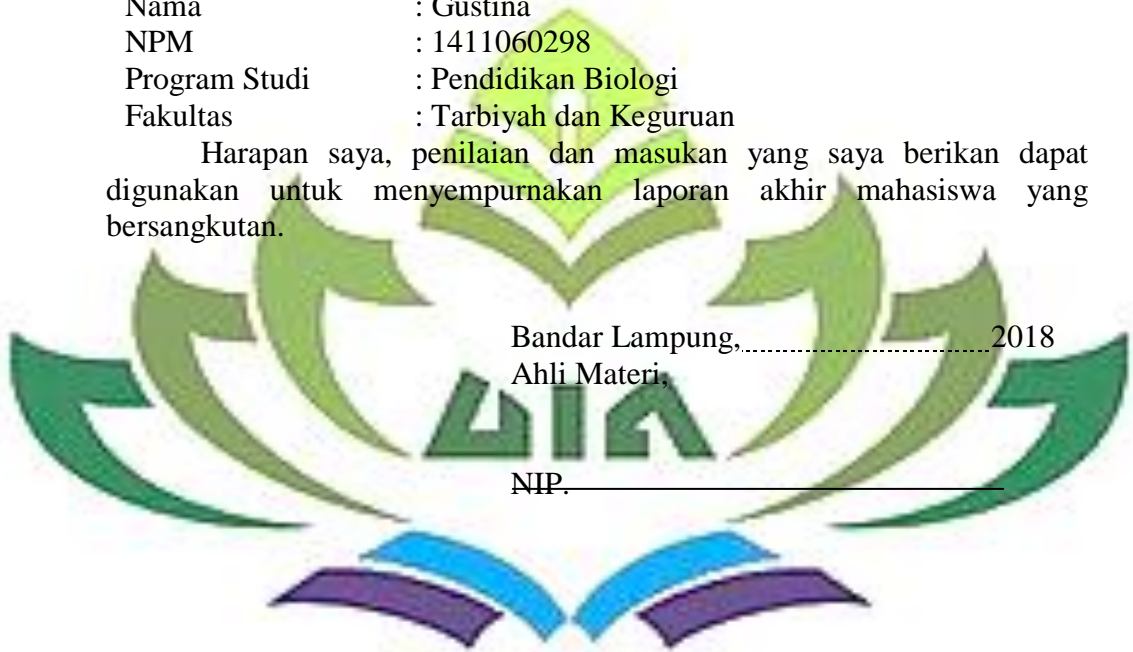 Nama : Gustina
NPM : 1411060298
Program Studi : Pendidikan Biologi
Fakultas : Tarbiyah dan Keguruan
Harapan saya, penilaian dan masukan yang saya berikan dapat
digunakan untuk menyempurnakan laporan akhir mahasiswa yang
bersangkutan.
Bandar Lampung,.............................2018
Ahli Materi,
NIP.